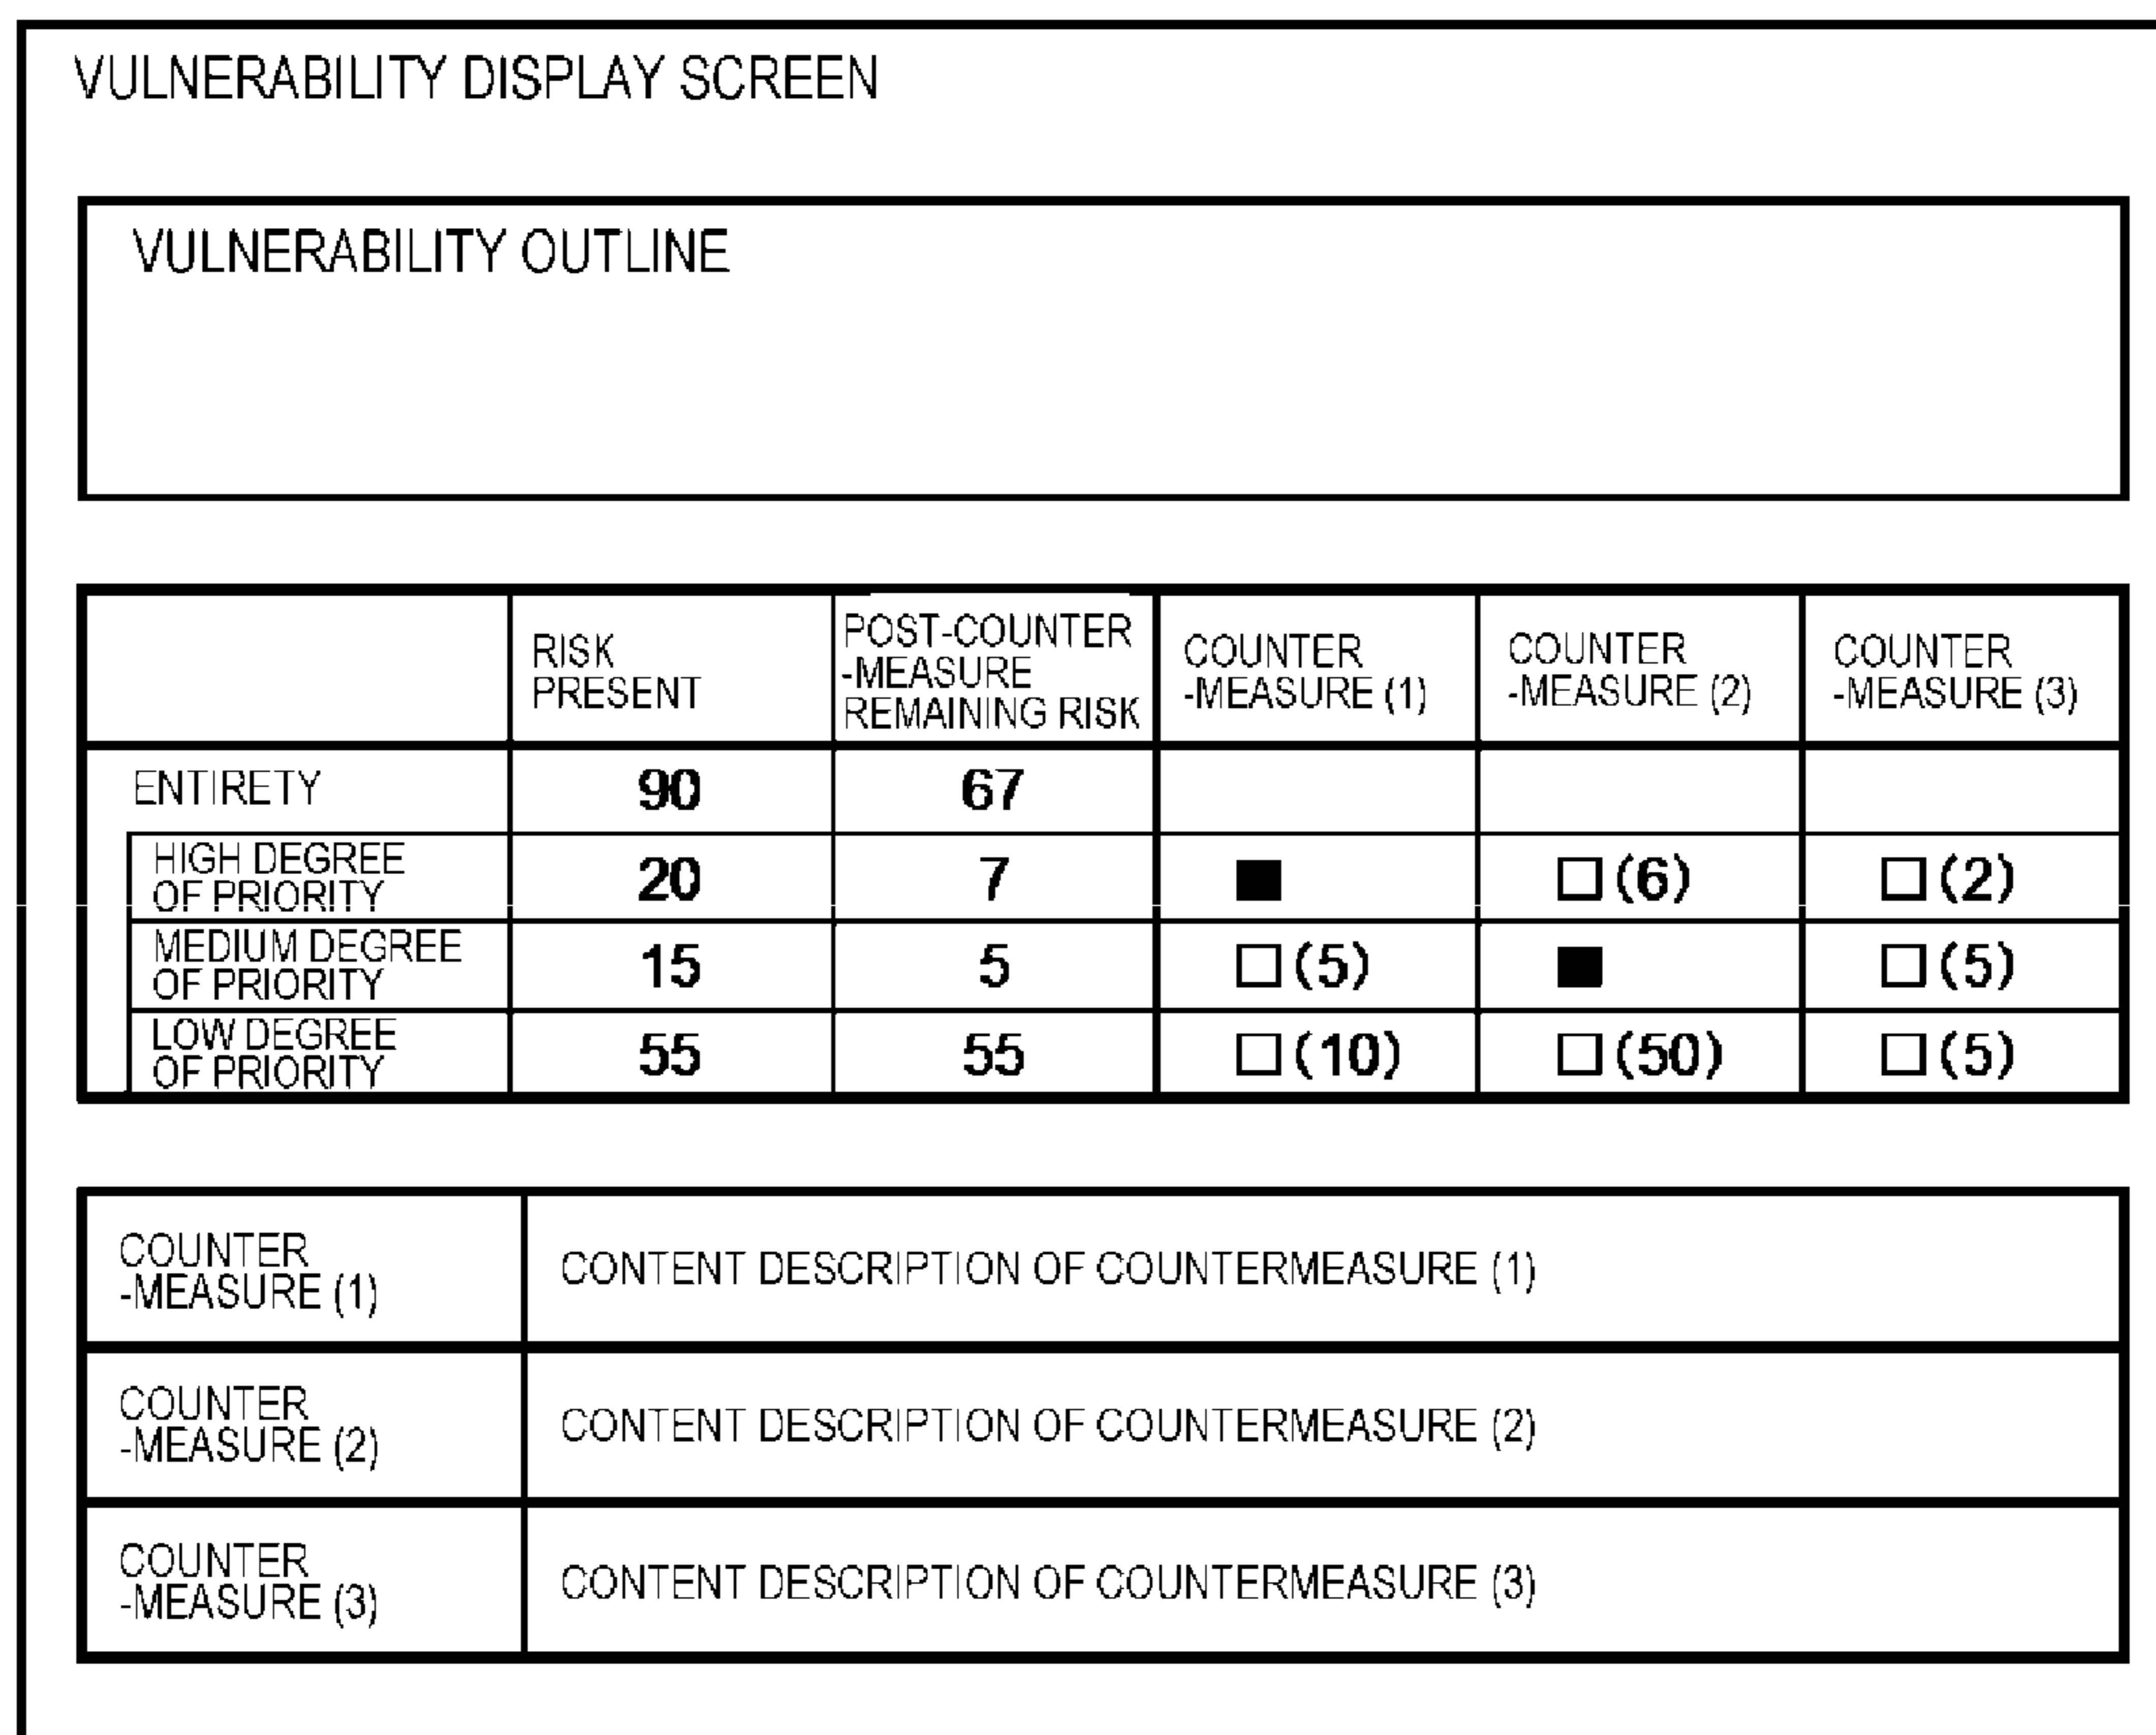 VULNERABILITY DISPLAY SCREEN
VULNERABILITY OUTLINE
RISK
PRESENT
POST-COUNTER
-MEASURE
REMAINING RISK
COUNTER
-MEASURE (1)
COUNTER
-MEASURE (2)
COUNTER
-MEASURE (3)
ENTIRETY
90
67
HIGH DEGREE
OF PRIORITY
20
7
■
□(6)
□(2)
MEDIUM DEGREE
OF PRIORITY
15
5
□(5)
■
□(5)
LOW DEGREE
OF PRIORITY
55
55
□(10)
□(50)
□(5)
COUNTER
-MEASURE (1)
CONTENT DESCRIPTION OF COUNTERMEASURE (1)
COUNTER
-MEASURE (2)
CONTENT DESCRIPTION OF COUNTERMEASURE (2)
COUNTER
-MEASURE (3)
CONTENT DESCRIPTION OF COUNTERMEASURE (3)